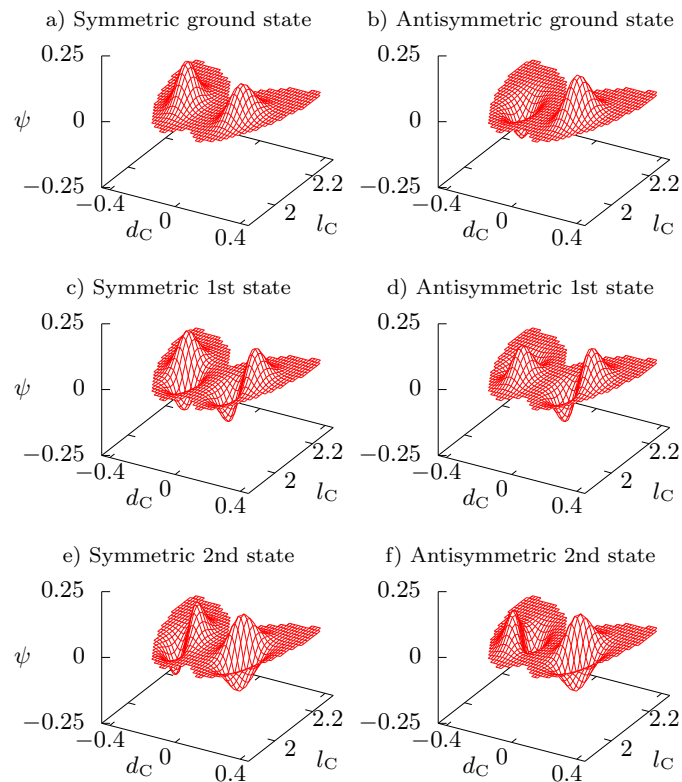 a) Symmetric ground state
b) Antisymmetric ground state
0.25
0.25
ψ
0
0
−0.25
−0.25
−0.4
0
0.4
d_C
2
2.2
l_C
−0.4
0
0.4
d_C
2
2.2
l_C
c) Symmetric 1st state
d) Antisymmetric 1st state
0.25
0.25
ψ
0
0
−0.25
−0.25
−0.4
0
0.4
d_C
2
2.2
l_C
−0.4
0
0.4
d_C
2
2.2
l_C
e) Symmetric 2nd state
f) Antisymmetric 2nd state
0.25
0.25
ψ
0
0
−0.25
−0.25
−0.4
0
0.4
d_C
2
2.2
l_C
−0.4
0
0.4
d_C
2
2.2
l_C